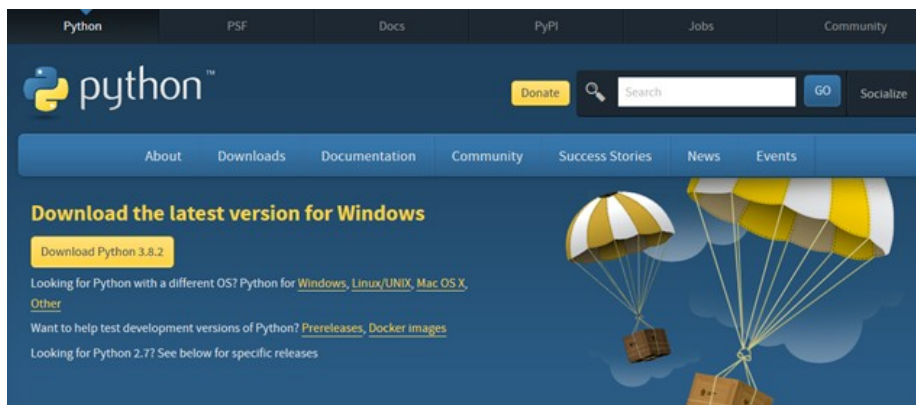 Python PSF Docs PyPI Jobs Community
python™
Donate Search GO Socialize
About Downloads Documentation Community Success Stories News Events
Download the latest version for Windows
Download Python 3.8.2
Looking for Python with a different OS? Python for Windows, Linux/UNIX, Mac OS X,
Other
Want to help test development versions of Python? Prereleases, Docker images
Looking for Python 2.7? See below for specific releases